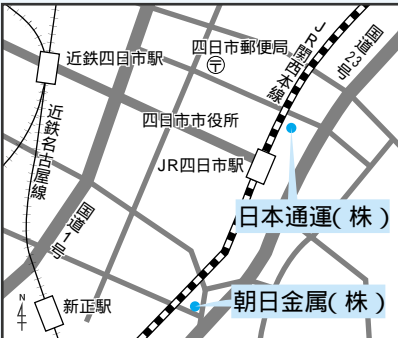 近鉄四日市駅
四日市郵便局
〒
JR関西本線
国道23号
四日市市役所
JR四日市駅
近鉄名古屋線
国道1号
日本通運(株)
朝日金属(株)
新正駅
N